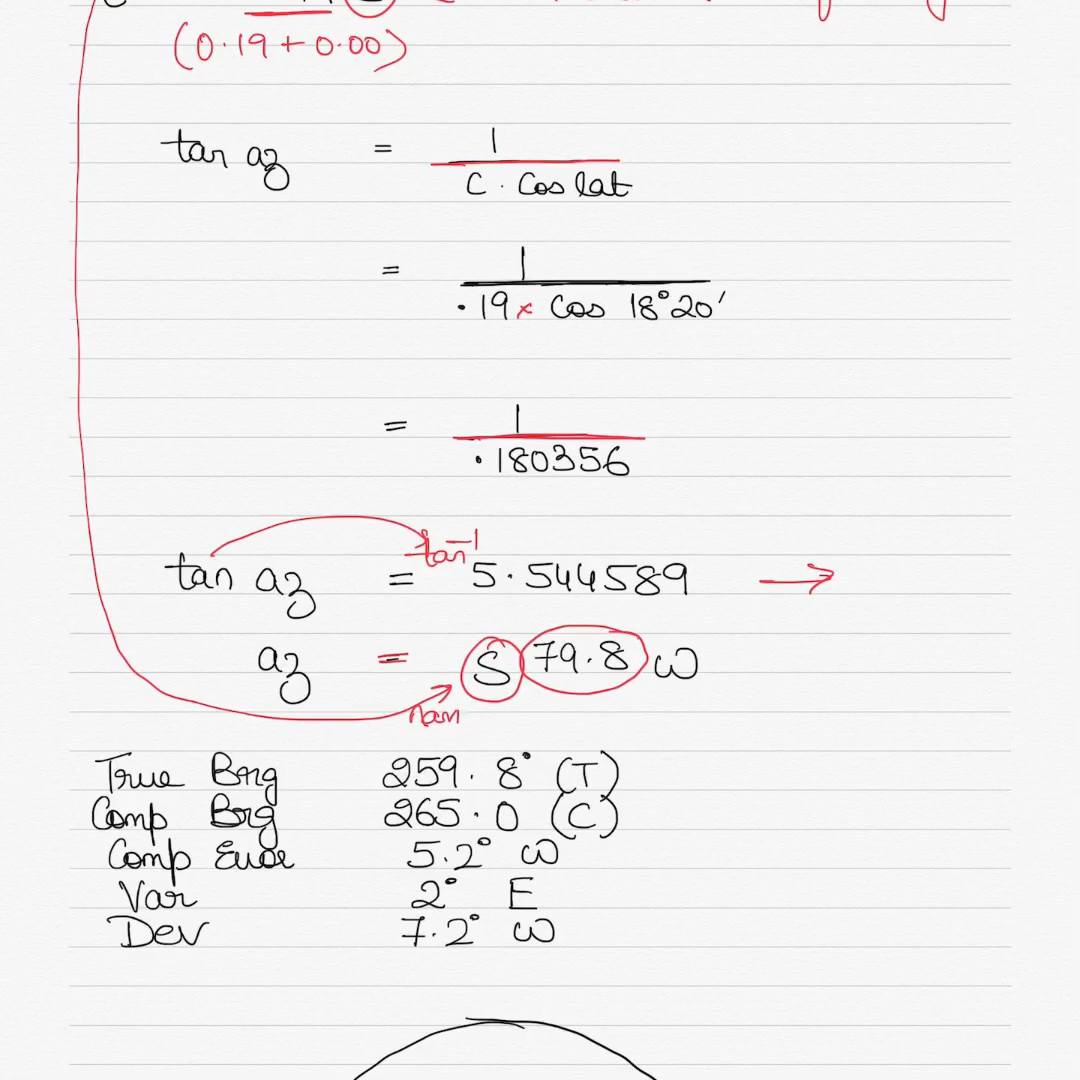 (0.19 + 0.00)
tan az = 1 / C . Cos lat
= 1 / .19 × Cos 18°20′
= 1 / .180356
tan az = tan⁻¹ 5.544589 →
az = S 79.8 W
nam
True Brg 259.8° (T)
Comp Brg 265.0 (C)
Comp Error 5.2° W
Var 2° E
Dev 7.2° W